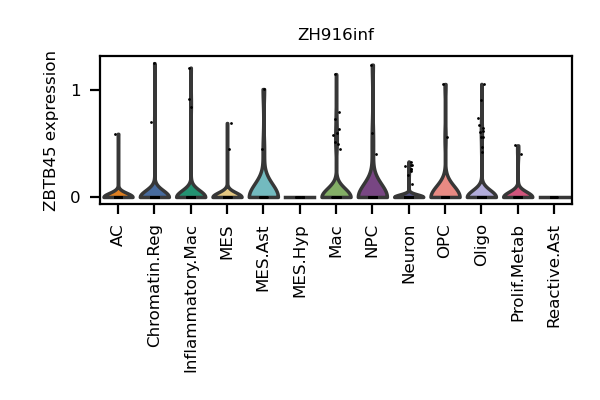 ZH916inf
ZBTB45 expression
1
0
AC
Chromatin.Reg
Inflammatory.Mac
MES
MES.Ast
MES.Hyp
Mac
NPC
Neuron
OPC
Oligo
Prolif.Metab
Reactive.Ast